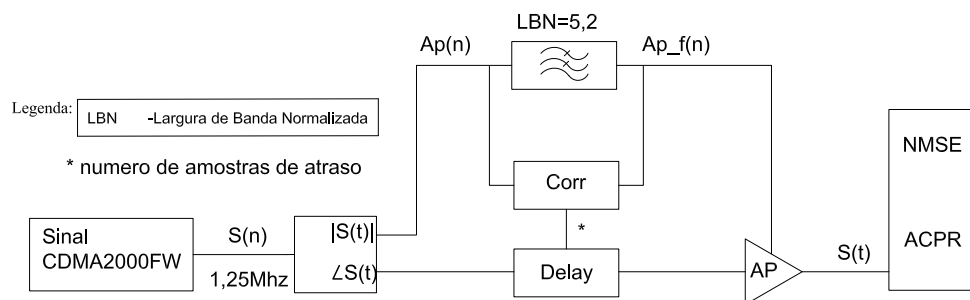 LBN=5,2
Ap(n)
Ap_f(n)
Legenda:
LBN -Largura de Banda Normalizada
* numero de amostras de atraso
NMSE
Corr
*
Sinal
CDMA2000FW
S(n)
1,25Mhz
|S(t)|
∠S(t)
Delay
AP
S(t)
ACPR